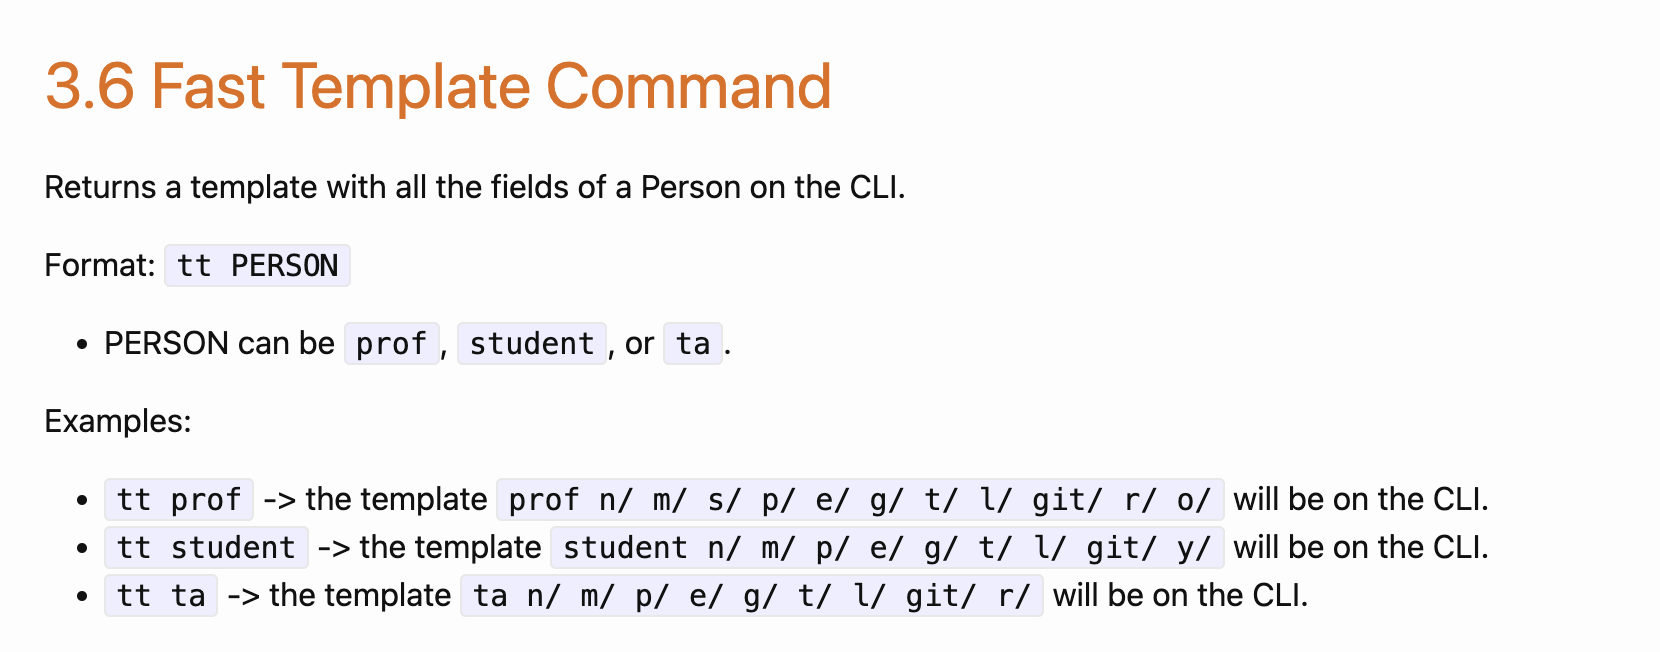 3.6 Fast Template Command
Returns a template with all the fields of a Person on the CLI.
Format: tt PERSON
• PERSON can be prof, student, or ta.
Examples:
• tt prof -> the template prof n/ m/ s/ p/ e/ g/ t/ l/ git/ r/ o/ will be on the CLI.
• tt student -> the template student n/ m/ p/ e/ g/ t/ l/ git/ y/ will be on the CLI.
• tt ta -> the template ta n/ m/ p/ e/ g/ t/ l/ git/ r/ will be on the CLI.